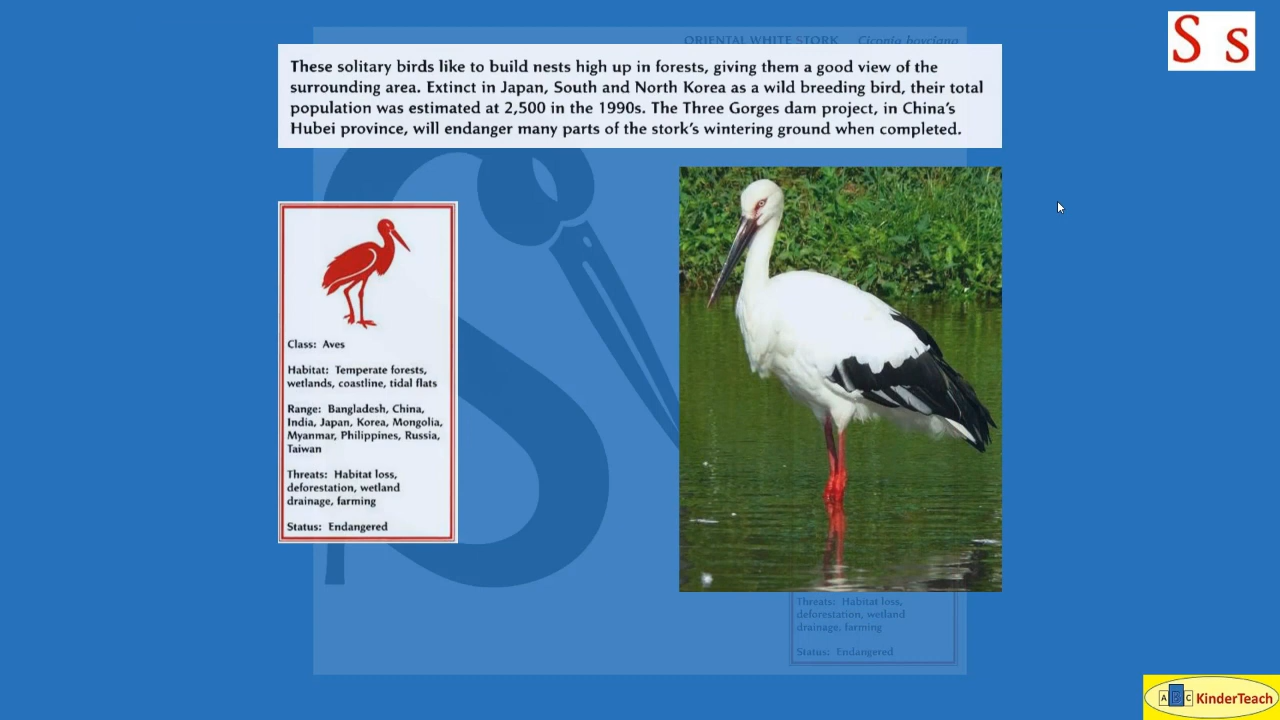 S s
ORIENTAL WHITE STORK Ciconia boyciana
These solitary birds like to build nests high up in forests, giving them a good view of the
surrounding area. Extinct in Japan, South and North Korea as a wild breeding bird, their total
population was estimated at 2,500 in the 1990s. The Three Gorges dam project, in China's
Hubei province, will endanger many parts of the stork's wintering ground when completed.
Class: Aves
Habitat: Temperate forests,
wetlands, coastline, tidal flats
Range: Bangladesh, China,
India, Japan, Korea, Mongolia,
Myanmar, Philippines, Russia,
Taiwan
Threats: Habitat loss,
deforestation, wetland
drainage, farming
Status: Endangered
Threats: Habitat loss,
deforestation, wetland
drainage, farming
Status: Endangered
A B C KinderTeach